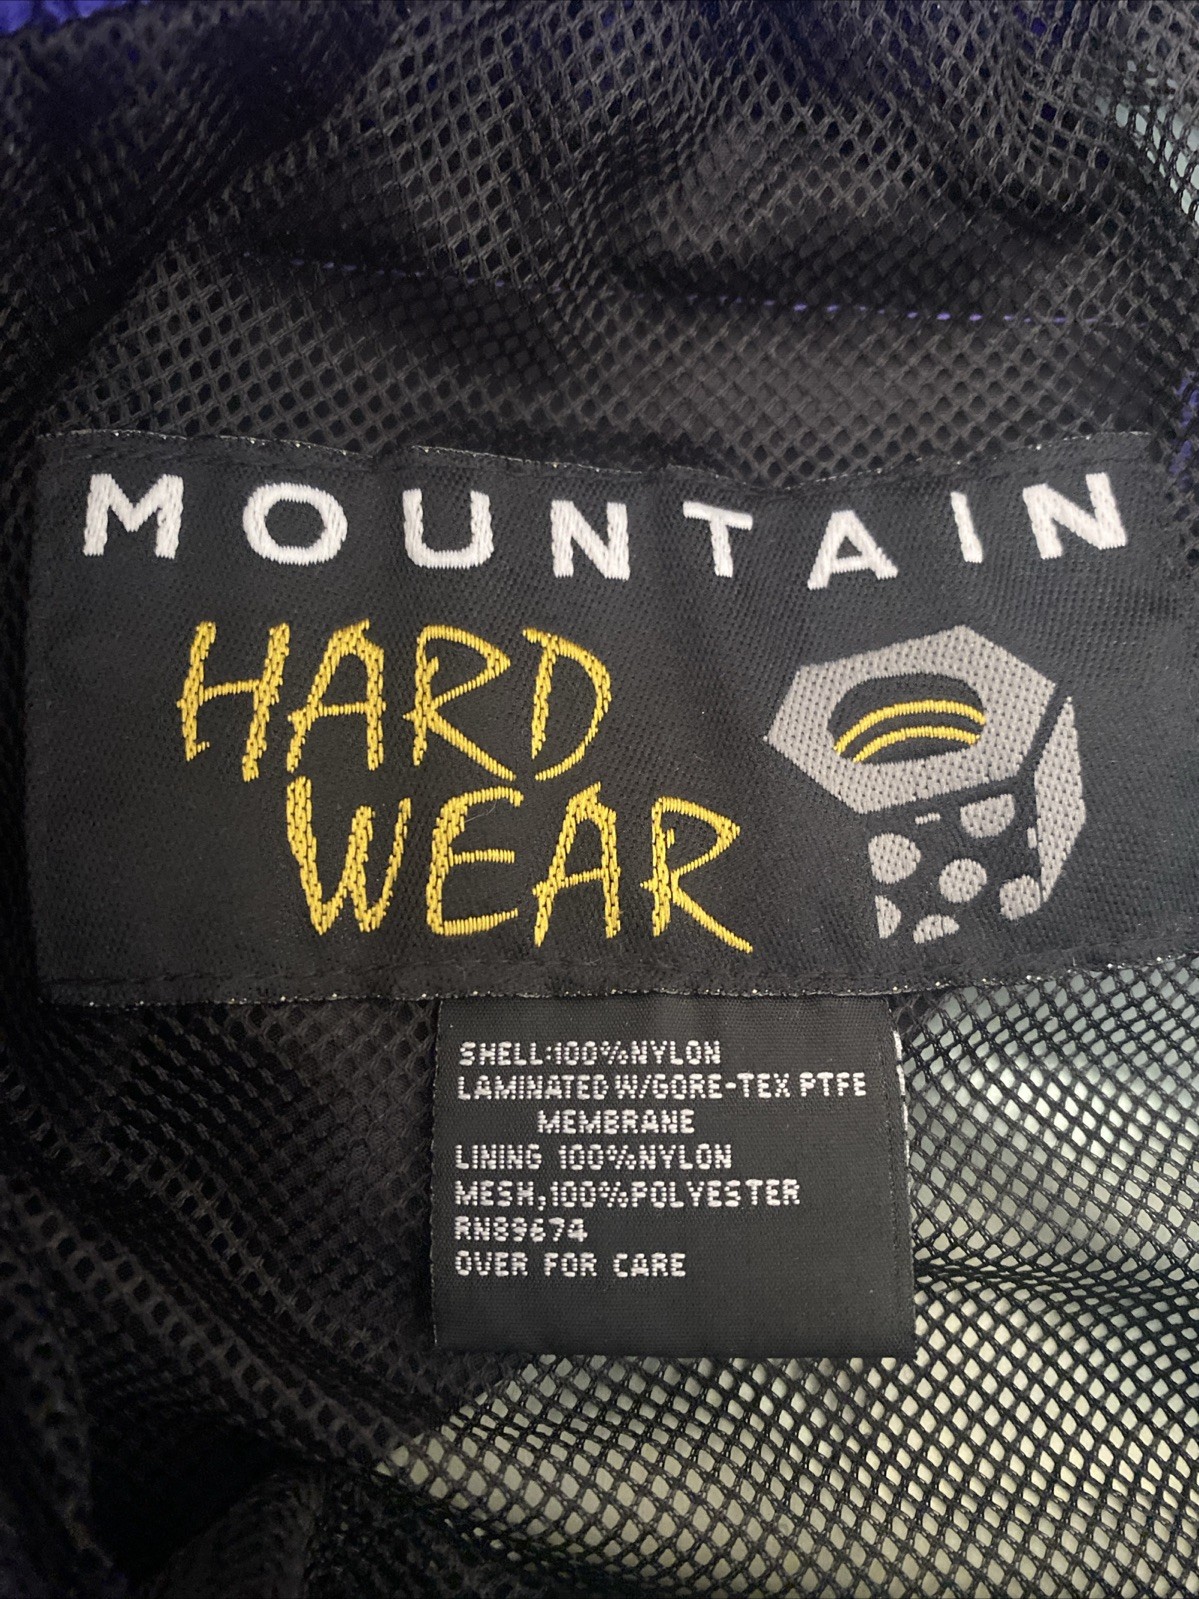 MOUNTAIN
HARD
WEAR
SHELL:100%NYLON
LAMINATED W/GORE-TEX PTFE
MEMBRANE
LINING 100%NYLON
MESH,100%POLYESTER
RN89674
OVER FOR CARE